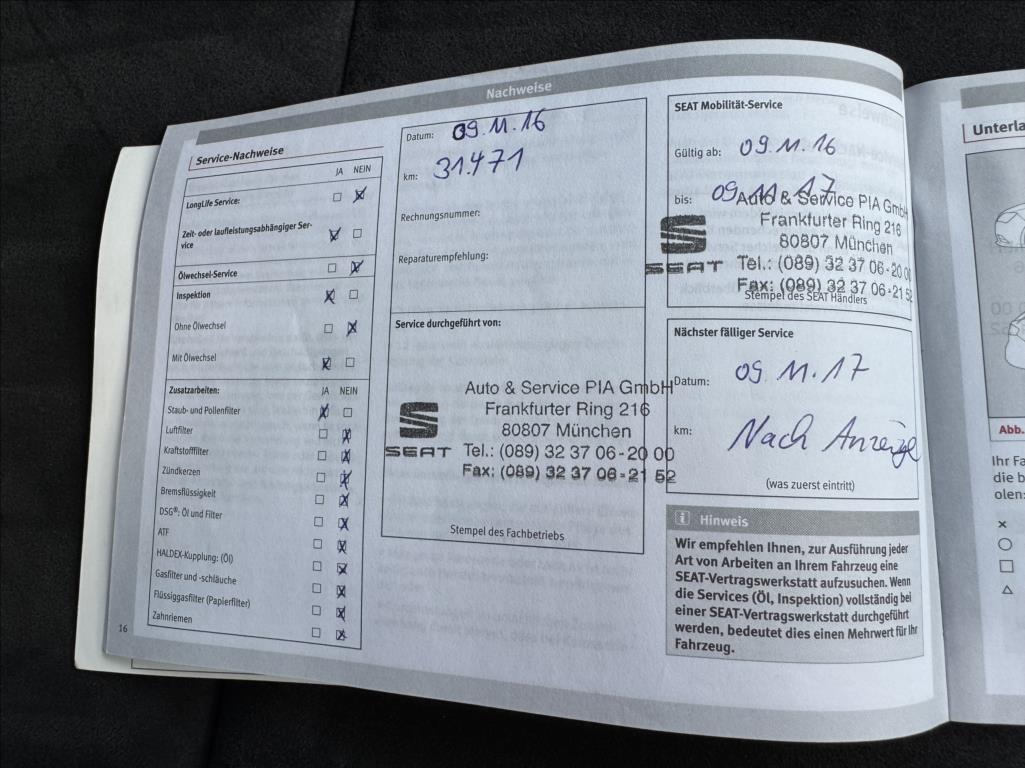 Nachweise
Service-Nachweise
JA NEIN
LongLife Service:
Zeit- oder laufleistungsabhängiger Ser-
vice
Ölwechsel-Service
Inspektion
Ohne Ölwechsel
Mit Ölwechsel
Zusatzarbeiten: JA NEIN
Staub- und Pollenfilter
Luftfilter
Kraftstofffilter
Zündkerzen
Bremsflüssigkeit
DSG®: Öl und Filter
ATF
HALDEX-Kupplung: (Öl)
Gasfilter und -schläuche
Flüssiggasfilter (Papierfilter)
Zahnriemen
16
Datum: 09.11.16
km: 31.471
Rechnungsnummer:
Reparaturempfehlung:
Service durchgeführt von:
SEAT
Auto & Service PIA GmbH
Frankfurter Ring 216
80807 München
Tel.: (089) 32 37 06-20 00
Fax: (089) 32 37 06-21 52
Stempel des Fachbetriebs
SEAT Mobilität-Service
Gültig ab: 09.11.16
bis: 09.11.17
SEAT
Auto & Service PIA GmbH
Frankfurter Ring 216
80807 München
Tel.: (089) 32 37 06-20 00
Fax: (089) 32 37 06-21 52
Stempel des SEAT Händlers
Nächster fälliger Service
Datum: 09.11.17
km: Nach Anzeige
(was zuerst eintritt)
Hinweis
Wir empfehlen Ihnen, zur Ausführung jeder
Art von Arbeiten an Ihrem Fahrzeug eine
SEAT-Vertragswerkstatt aufzusuchen. Wenn
die Services (Öl, Inspektion) vollständig bei
einer SEAT-Vertragswerkstatt durchgeführt
werden, bedeutet dies einen Mehrwert für Ihr
Fahrzeug.
Unterla
Abb.
Ihr Fa
die b
olen: